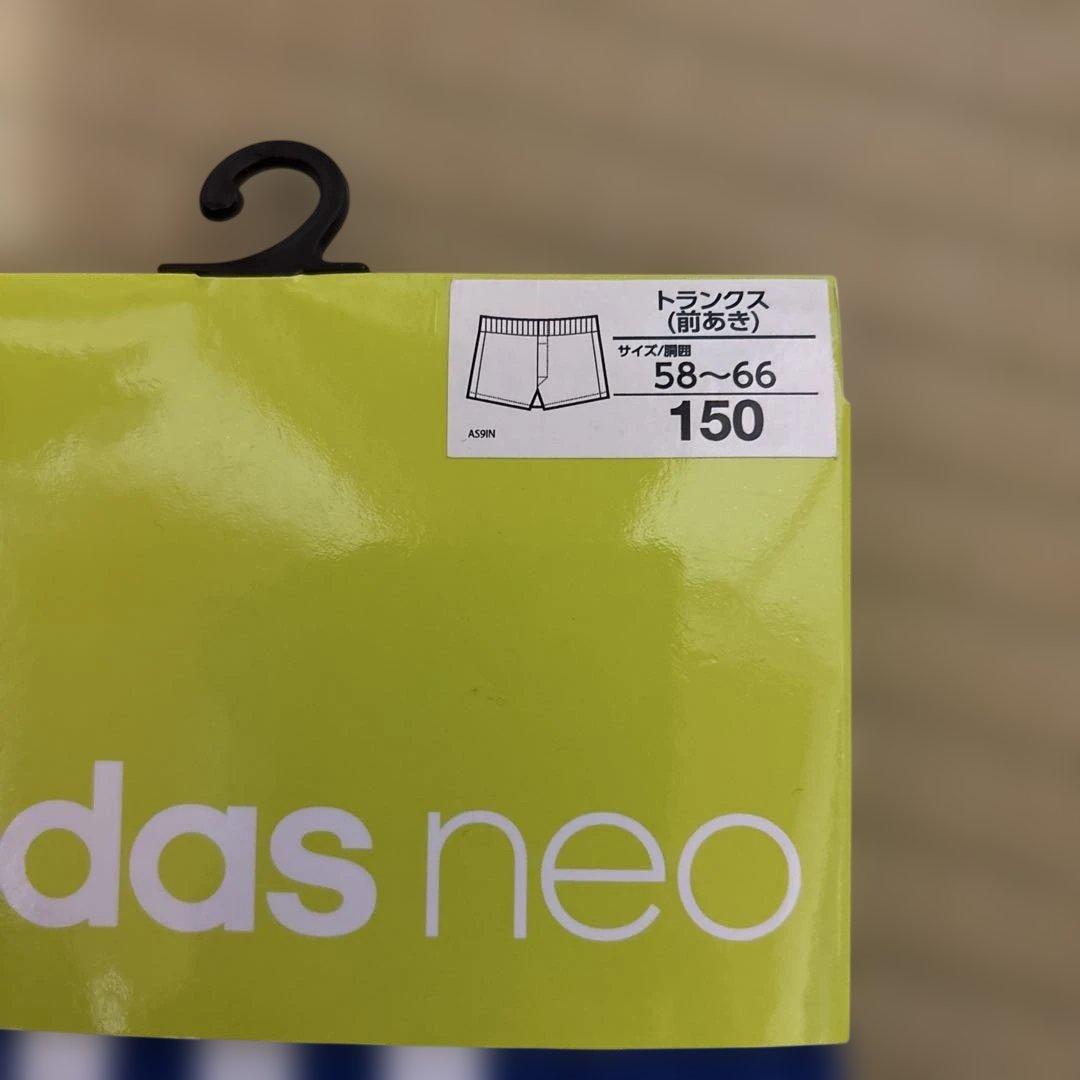 トランクス
(前あき)
サイズ/胴囲
58〜66
150
AS9IN
das neo